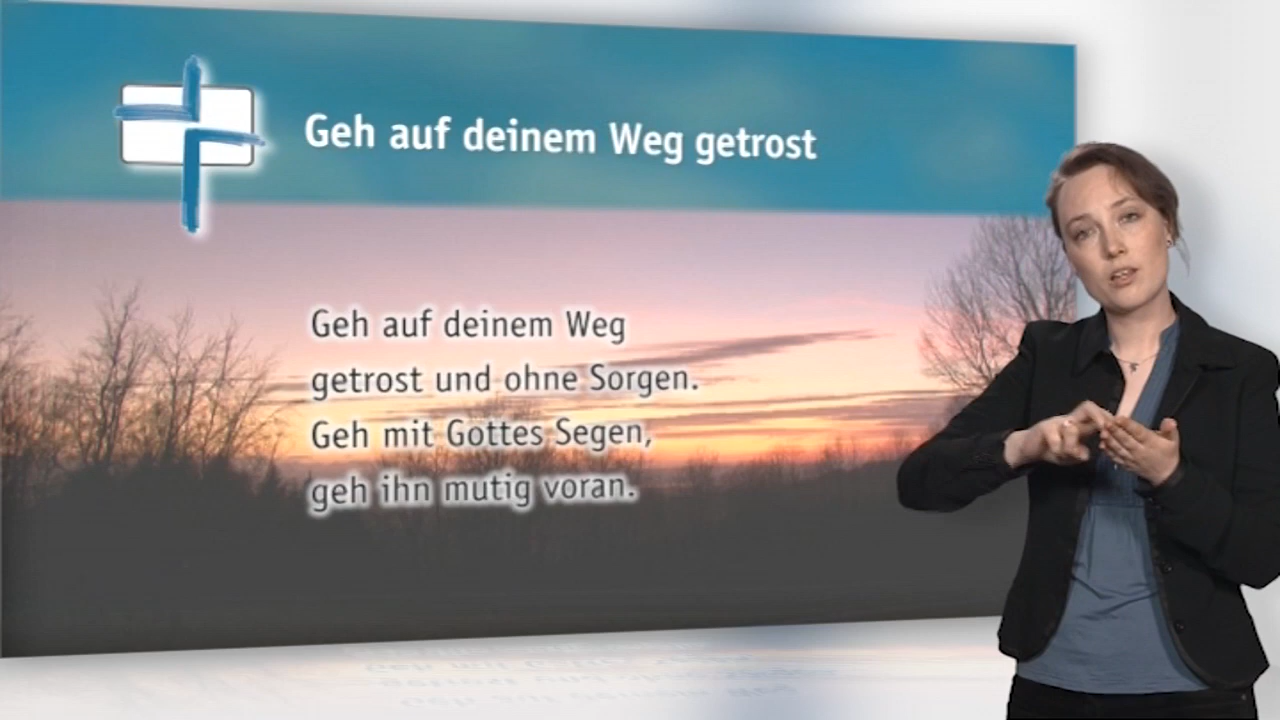 Geh auf deinem Weg getrost
Geh auf deinem Weg
getrost und ohne Sorgen.
Geh mit Gottes Segen,
geh ihn mutig voran.